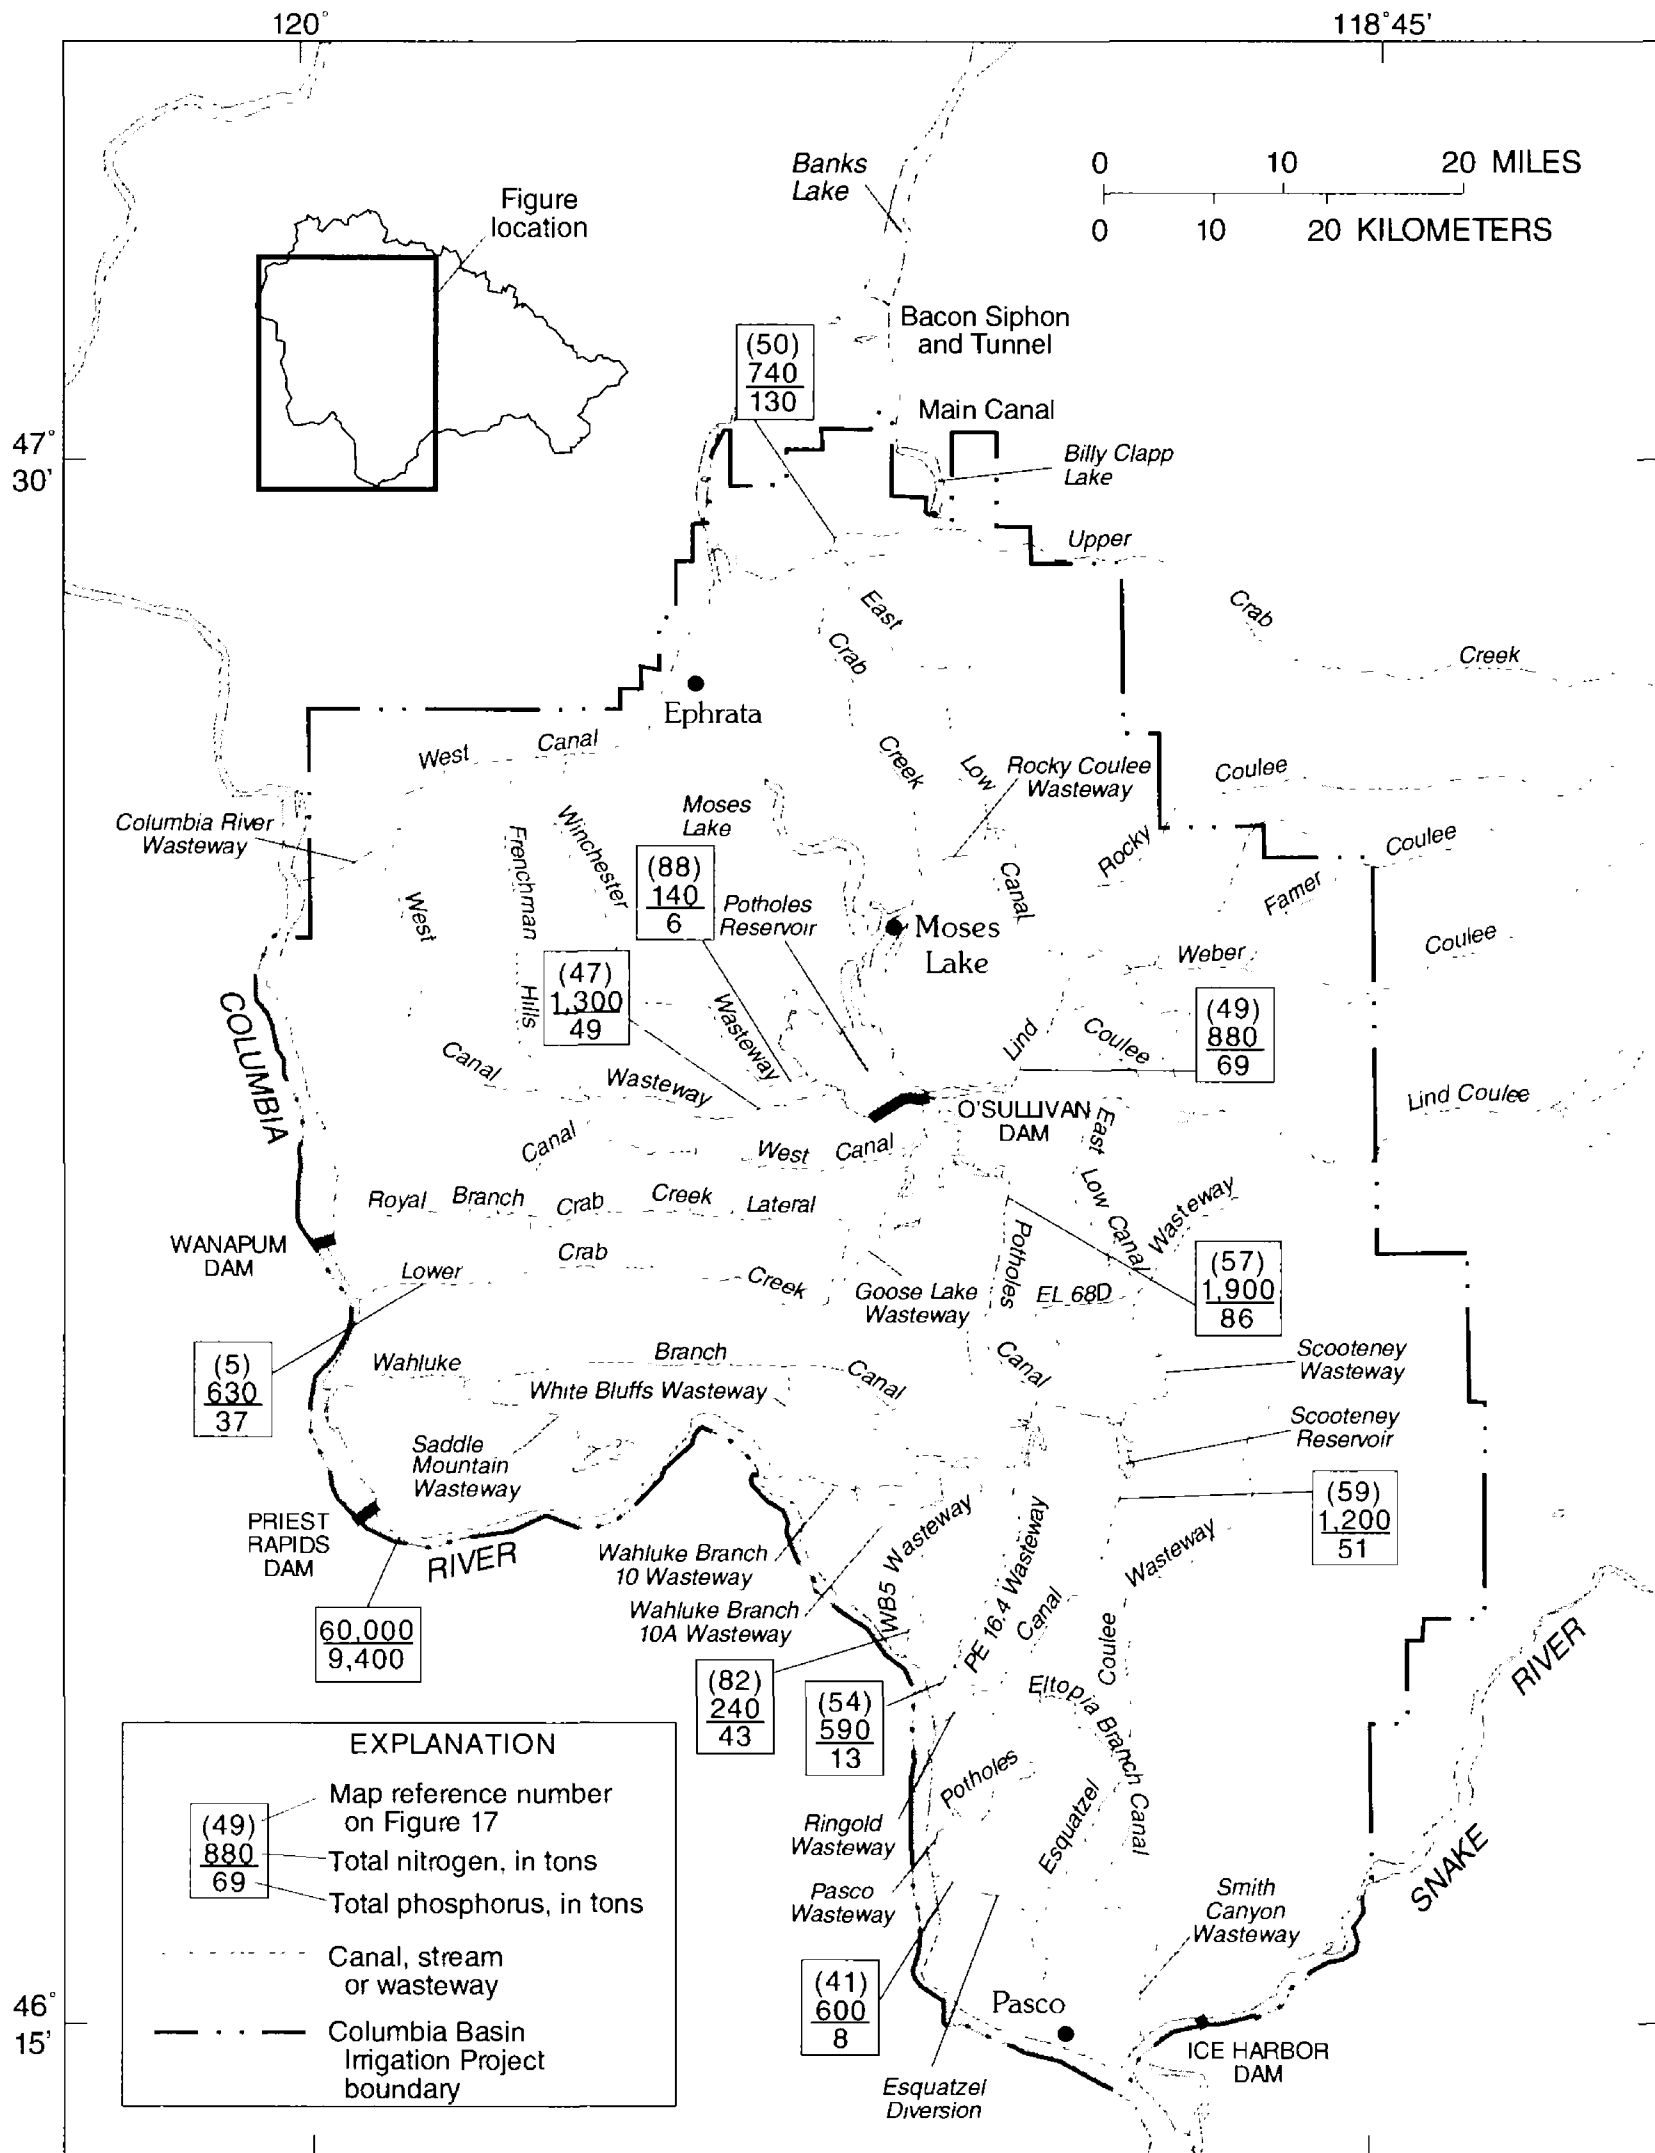 120°
118°45'
Banks
Lake
0 10 20 MILES
0 10 20 KILOMETERS
Figure
location
Bacon Siphon
and Tunnel
(50)
740
130
Main Canal
47°
30'
Billy Clapp
Lake
Upper
East
Crab
Crab
Creek
Ephrata
West Canal
Creek
Low
Rocky Coulee
Wasteway
Coulee
Moses
Lake
Columbia River
Wasteway
Winchester
Frenchman
Rocky
Coulee
(88)
140
6
Potholes
Reservoir
Canal
Famer
West
Moses
Lake
Coulee
Weber
(47)
1,300
49
Hills
Wasteway
(49)
880
69
COLUMBIA
Lind
Coulee
Canal
Wasteway
Lind Coulee
O'SULLIVAN
DAM
East
Canal
West Canal
Royal Branch Crab Creek Lateral
Low Canal
Wasteway
WANAPUM
DAM
Crab
Lower
Creek
Potholes
(57)
1,900
86
Goose Lake
Wasteway
EL 68D
(5)
630
37
Wahluke
Branch
Canal
Canal
Scooteney
Wasteway
White Bluffs Wasteway
Scooteney
Reservoir
Saddle
Mountain
Wasteway
(59)
1,200
51
PRIEST
RAPIDS
DAM
RIVER
Wahluke Branch
10 Wasteway
WB5 Wasteway
PE 16.4 Wasteway
Wasteway
Wahluke Branch
10A Wasteway
Canal
60,000
9,400
Coulee
RIVER
(82)
240
43
(54)
590
13
Eltopia Branch Canal
EXPLANATION
(49)
880
69
Map reference number
on Figure 17
Total nitrogen, in tons
Total phosphorus, in tons
Canal, stream
or wasteway
Columbia Basin
Irrigation Project
boundary
Potholes
Ringold
Wasteway
Esquatzel
Pasco
Wasteway
SNAKE
Smith
Canyon
Wasteway
46°
15'
(41)
600
8
Pasco
ICE HARBOR
DAM
Esquatzel
Diversion